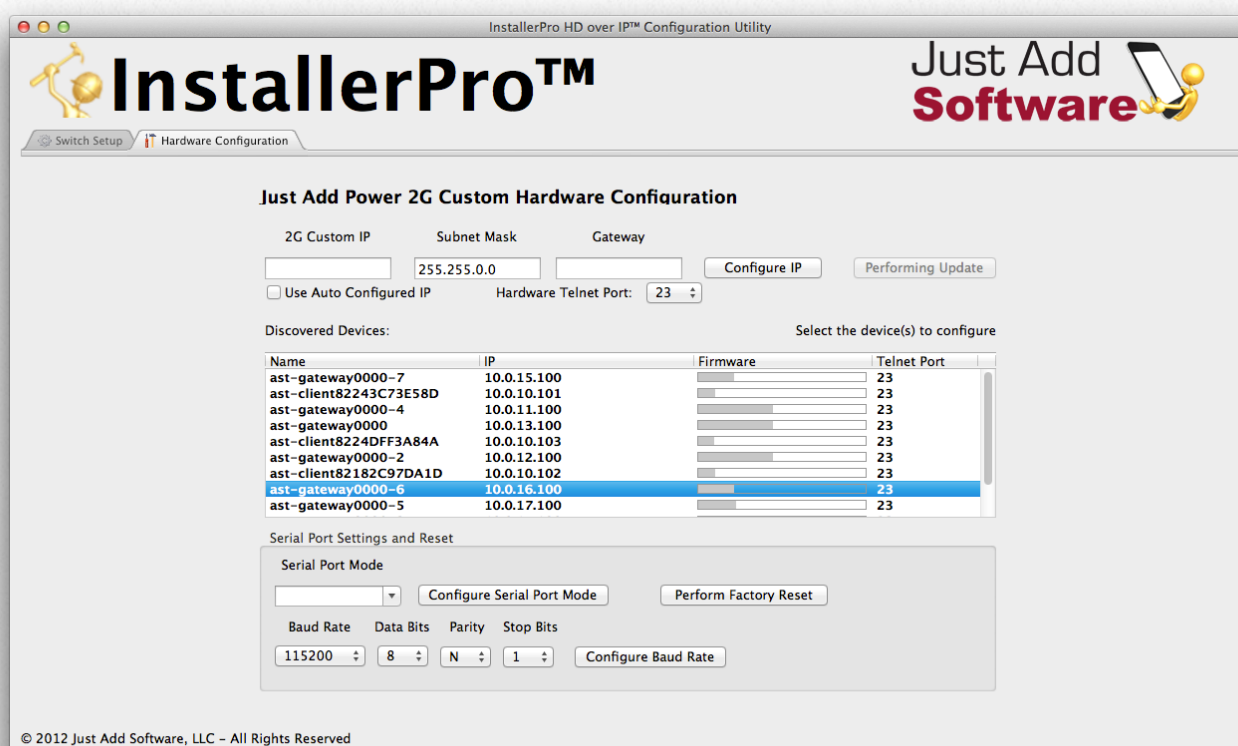 InstallerPro HD over IP™ Configuration Utility
InstallerPro™
Just Add
Software
Switch Setup Hardware Configuration
Just Add Power 2G Custom Hardware Configuration
2G Custom IP Subnet Mask Gateway
255.255.0.0 Configure IP Performing Update
Use Auto Configured IP Hardware Telnet Port: 23
Discovered Devices: Select the device(s) to configure
Name IP Firmware Telnet Port
ast-gateway0000-7 10.0.15.100 23
ast-client82243C73E58D 10.0.10.101 23
ast-gateway0000-4 10.0.11.100 23
ast-gateway0000 10.0.13.100 23
ast-client8224DFF3A84A 10.0.10.103 23
ast-gateway0000-2 10.0.12.100 23
ast-client82182C97DA1D 10.0.10.102 23
ast-gateway0000-6 10.0.16.100 23
ast-gateway0000-5 10.0.17.100 23
Serial Port Settings and Reset
Serial Port Mode
Configure Serial Port Mode Perform Factory Reset
Baud Rate Data Bits Parity Stop Bits
115200 8 N 1 Configure Baud Rate
© 2012 Just Add Software, LLC – All Rights Reserved